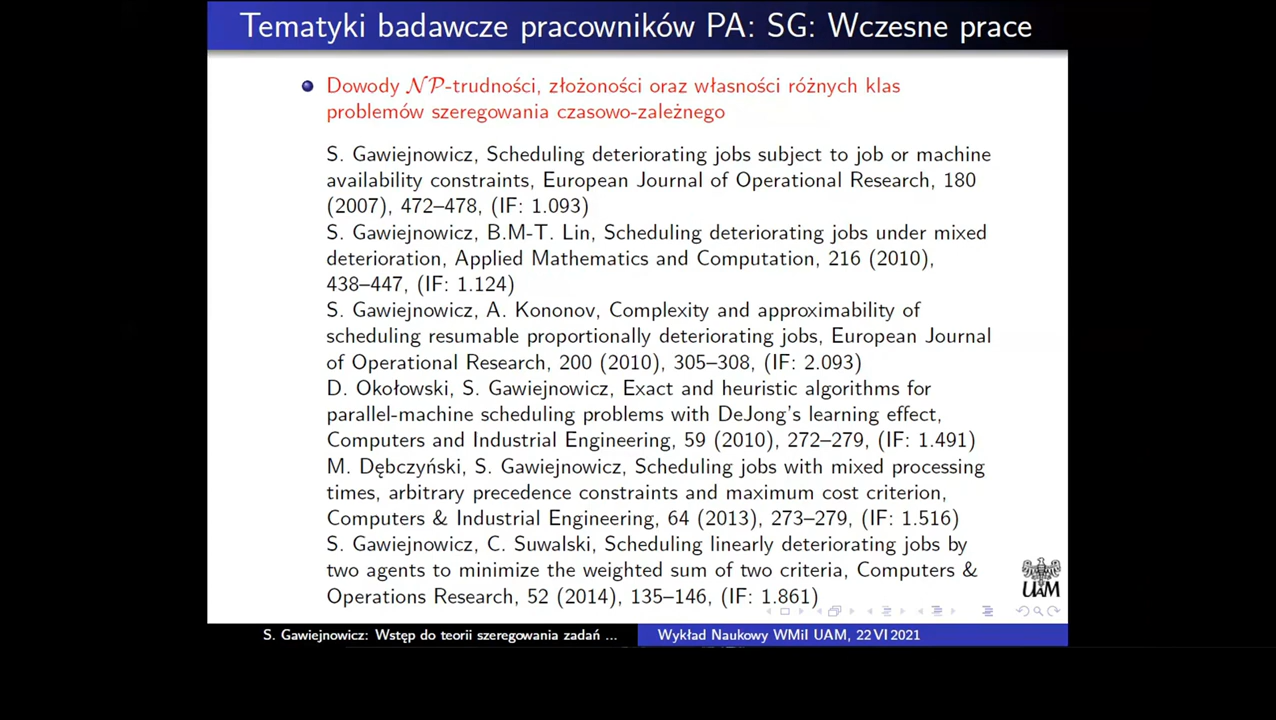 Tematyki badawcze pracowników PA: SG: Wczesne prace
Dowody NP-trudności, złożoności oraz własności różnych klas
problemów szeregowania czasowo-zależnego
S. Gawiejnowicz, Scheduling deteriorating jobs subject to job or machine
availability constraints, European Journal of Operational Research, 180
(2007), 472–478, (IF: 1.093)
S. Gawiejnowicz, B.M-T. Lin, Scheduling deteriorating jobs under mixed
deterioration, Applied Mathematics and Computation, 216 (2010),
438–447, (IF: 1.124)
S. Gawiejnowicz, A. Kononov, Complexity and approximability of
scheduling resumable proportionally deteriorating jobs, European Journal
of Operational Research, 200 (2010), 305–308, (IF: 2.093)
D. Okołowski, S. Gawiejnowicz, Exact and heuristic algorithms for
parallel-machine scheduling problems with DeJong's learning effect,
Computers and Industrial Engineering, 59 (2010), 272–279, (IF: 1.491)
M. Dębczyński, S. Gawiejnowicz, Scheduling jobs with mixed processing
times, arbitrary precedence constraints and maximum cost criterion,
Computers & Industrial Engineering, 64 (2013), 273–279, (IF: 1.516)
S. Gawiejnowicz, C. Suwalski, Scheduling linearly deteriorating jobs by
two agents to minimize the weighted sum of two criteria, Computers &
Operations Research, 52 (2014), 135–146, (IF: 1.861)
UAM
S. Gawiejnowicz: Wstęp do teorii szeregowania zadań ...
Wykład Naukowy WMiI UAM, 22 VI 2021